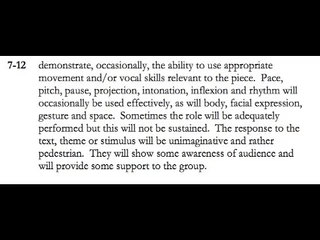 7-12 demonstrate, occasionally, the ability to use appropriate
movement and/or vocal skills relevant to the piece. Pace,
pitch, pause, projection, intonation, inflexion and rhythm will
occasionally be used effectively, as will body, facial expression,
gesture and space. Sometimes the role will be adequately
performed but this will not be sustained. The response to the
text, theme or stimulus will be unimaginative and rather
pedestrian. They will show some awareness of audience and
will provide some support to the group.